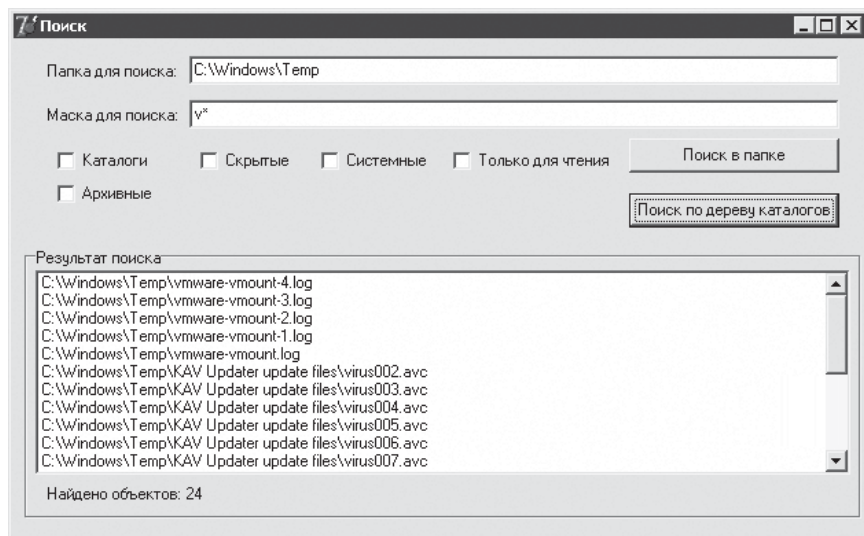 Поиск
Папка для поиска: C:\Windows\Temp
Маска для поиска: v*
Каталоги Скрытые Системные Только для чтения Поиск в папке
Архивные
Поиск по дереву каталогов
Результат поиска
C:\Windows\Temp\vmware-vmount-4.log
C:\Windows\Temp\vmware-vmount-3.log
C:\Windows\Temp\vmware-vmount-2.log
C:\Windows\Temp\vmware-vmount-1.log
C:\Windows\Temp\vmware-vmount.log
C:\Windows\Temp\KAV Updater update files\virus002.avc
C:\Windows\Temp\KAV Updater update files\virus003.avc
C:\Windows\Temp\KAV Updater update files\virus004.avc
C:\Windows\Temp\KAV Updater update files\virus005.avc
C:\Windows\Temp\KAV Updater update files\virus006.avc
C:\Windows\Temp\KAV Updater update files\virus007.avc
Найдено объектов: 24